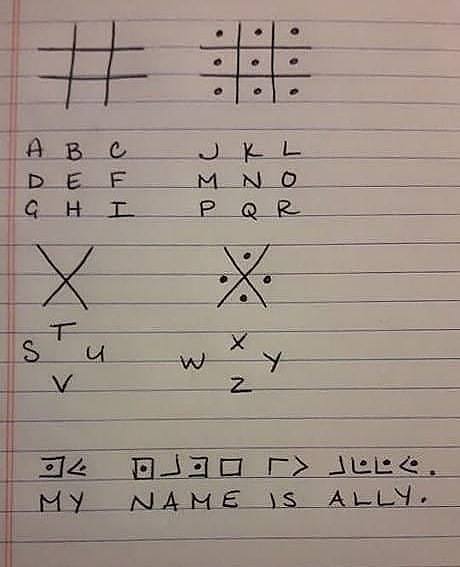 A B C J K L
D E F M N O
G H I P Q R
T X
S U W Y
V Z
MY NAME IS ALLY.